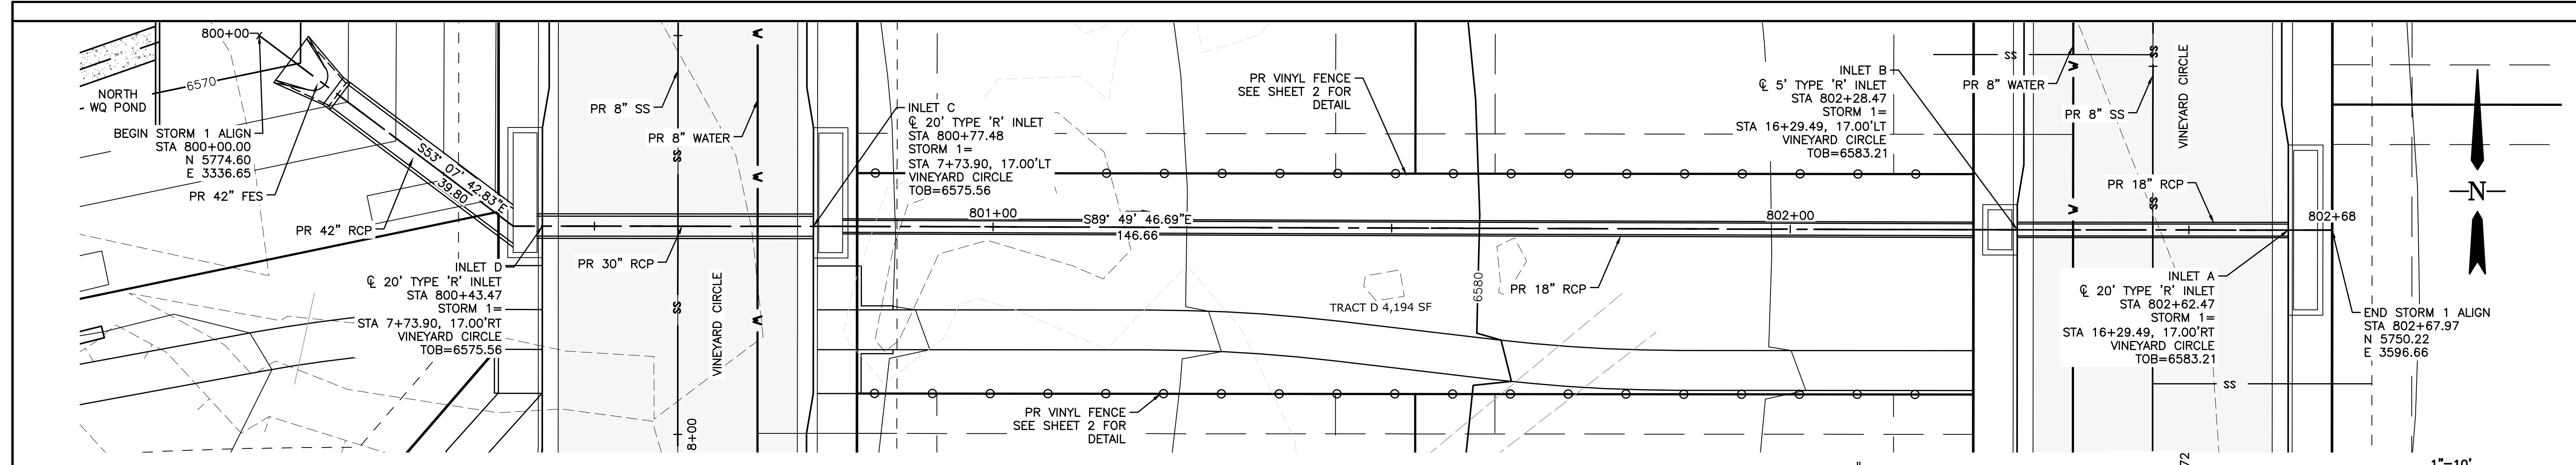 800+00
6570
NORTH
WQ POND
BEGIN STORM 1 ALIGN
STA 800+00.00
N 5774.60
E 3336.65
PR 42" FES
PR 42" RCP
S53° 07' 42.83"E
39.80
INLET D
℄ 20' TYPE 'R' INLET
STA 800+43.47
STORM 1=
STA 7+73.90, 17.00'RT
VINEYARD CIRCLE
TOB=6575.56
PR 8" SS
PR 8" WATER
W
SS
W
PR 30" RCP
SS
VINEYARD CIRCLE
W
8+00
INLET C
℄ 20' TYPE 'R' INLET
STA 800+77.48
STORM 1=
STA 7+73.90, 17.00'LT
VINEYARD CIRCLE
TOB=6575.56
801+00
S89° 49' 46.69"E
146.66
PR VINYL FENCE
SEE SHEET 2 FOR
DETAIL
PR VINYL FENCE
SEE SHEET 2 FOR
DETAIL
TRACT D 4,194 SF
6580
PR 18" RCP
802+00
INLET B
℄ 5' TYPE 'R' INLET
STA 802+28.47
STORM 1=
STA 16+29.49, 17.00'LT
VINEYARD CIRCLE
TOB=6583.21
SS
PR 8" WATER
W
SS
PR 8" SS
VINEYARD CIRCLE
PR 18" RCP
W
SS
802+68
INLET A
℄ 20' TYPE 'R' INLET
STA 802+62.47
STORM 1=
STA 16+29.49, 17.00'RT
VINEYARD CIRCLE
TOB=6583.21
SS
END STORM 1 ALIGN
STA 802+67.97
N 5750.22
E 3596.66
N
72
1"=10'